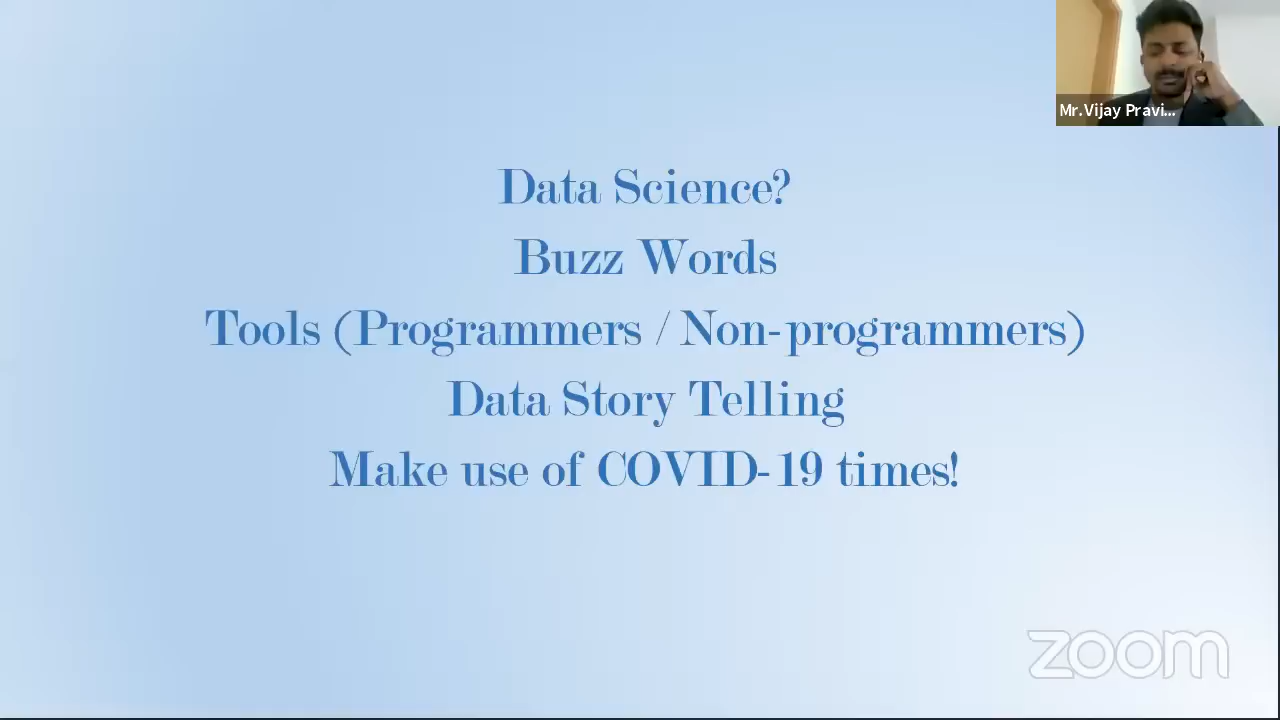 Mr.Vijay Pravi...
Data Science?
Buzz Words
Tools (Programmers / Non-programmers)
Data Story Telling
Make use of COVID-19 times!
zoom